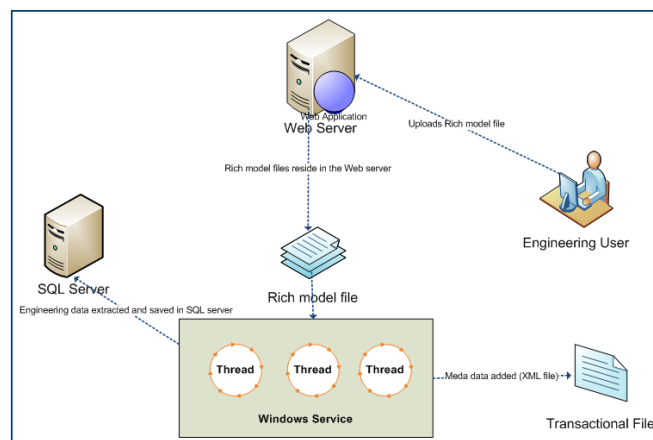 Web Application
Web Server
Uploads Rich model file
Rich model files reside in the Web server
Engineering User
SQL Server
Rich model file
Engineering data extracted and saved in SQL server
Thread
Thread
Thread
Meda data added (XML file)
Windows Service
Transactional File